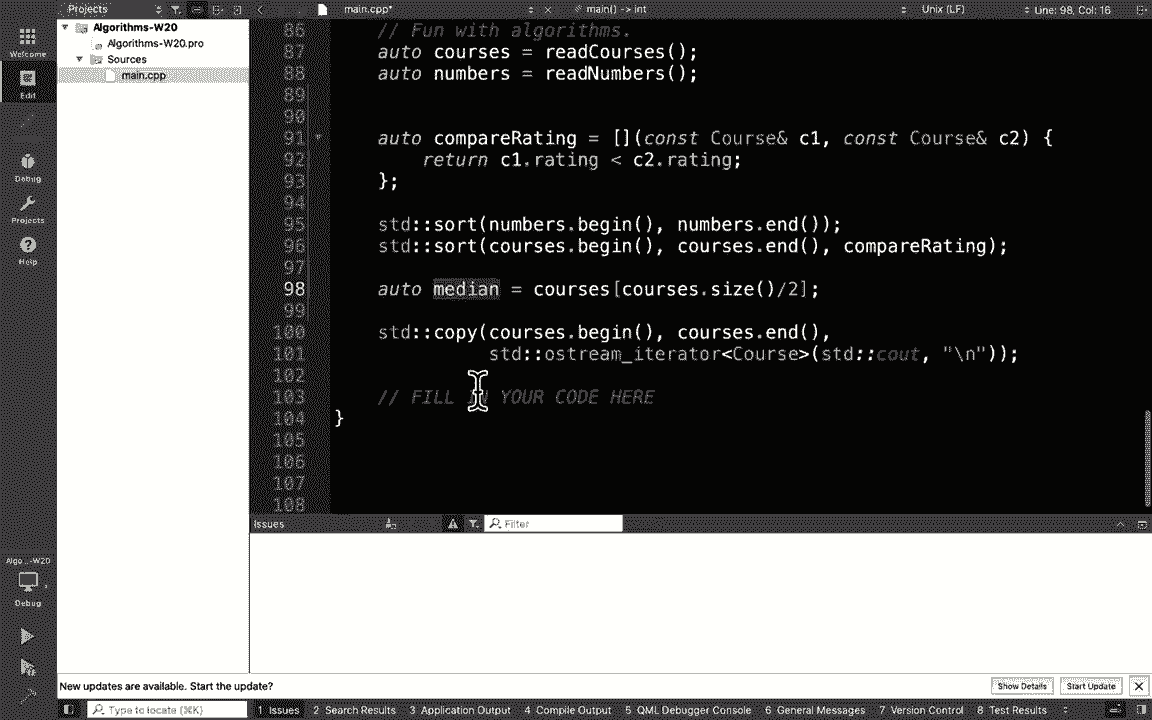 Projects
main.cpp*
main() -> int
Unix (LF)
Line: 98, Col: 16
Welcome
Edit
Debug
Projects
Help
Algorithms-W20
Algorithms-W20.pro
Sources
main.cpp
86 // Fun with algorithms.
87 auto courses = readCourses();
88 auto numbers = readNumbers();
89
90
91 auto compareRating = [](const Course& c1, const Course& c2) {
92 return c1.rating < c2.rating;
93 };
94
95 std::sort(numbers.begin(), numbers.end());
96 std::sort(courses.begin(), courses.end(), compareRating);
97
98 auto median = courses[courses.size()/2];
99
100 std::copy(courses.begin(), courses.end(),
101 std::ostream_iterator<Course>(std::cout, "\n"));
102
103 // FILL IN YOUR CODE HERE
104 }
105
106
107
108
Issues
Filter
Algo...-W20
Debug
New updates are available. Start the update?
Show Details
Start Update
Type to locate (⌘K)
1 Issues
2 Search Results
3 Application Output
4 Compile Output
5 QML Debugger Console
6 General Messages
7 Version Control
8 Test Results